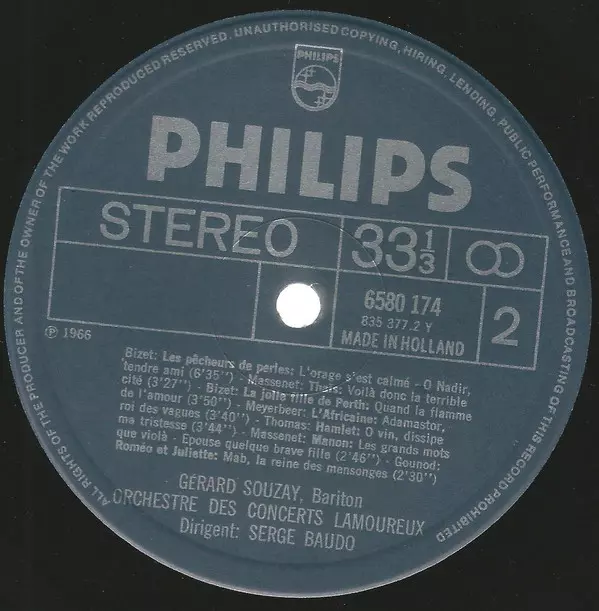 ALL RIGHTS OF THE PRODUCER AND OF THE OWNER OF THE WORK REPRODUCED RESERVED. UNAUTHORISED COPYING, HIRING, LENDING, PUBLIC PERFORMANCE AND BROADCASTING OF THIS RECORD PROHIBITED
PHILIPS
PHILIPS
STEREO 33 1/3
6580 174
835 377.2 Y
MADE IN HOLLAND
2
℗ 1966
Bizet: Les pêcheurs de perles: L'orage s'est calmé - O Nadir,
tendre ami (6'35") - Massenet: Thaïs: Voilà donc la terrible
cité (3'27") - Bizet: La jolie fille de Perth: Quand la flamme
de l'amour (3'50") - Meyerbeer: L'Africaine: Adamastor,
roi des vagues (3'40") - Thomas: Hamlet: O vin, dissipe
ma tristesse (3'44") - Massenet: Manon: Les grands mots
que violà - Epouse quelque brave fille (2'46") - Gounod:
Roméo et Juliette: Mab, la reine des mensonges (2'30")
GÉRARD SOUZAY, Bariton
ORCHESTRE DES CONCERTS LAMOUREUX
Dirigent: SERGE BAUDO